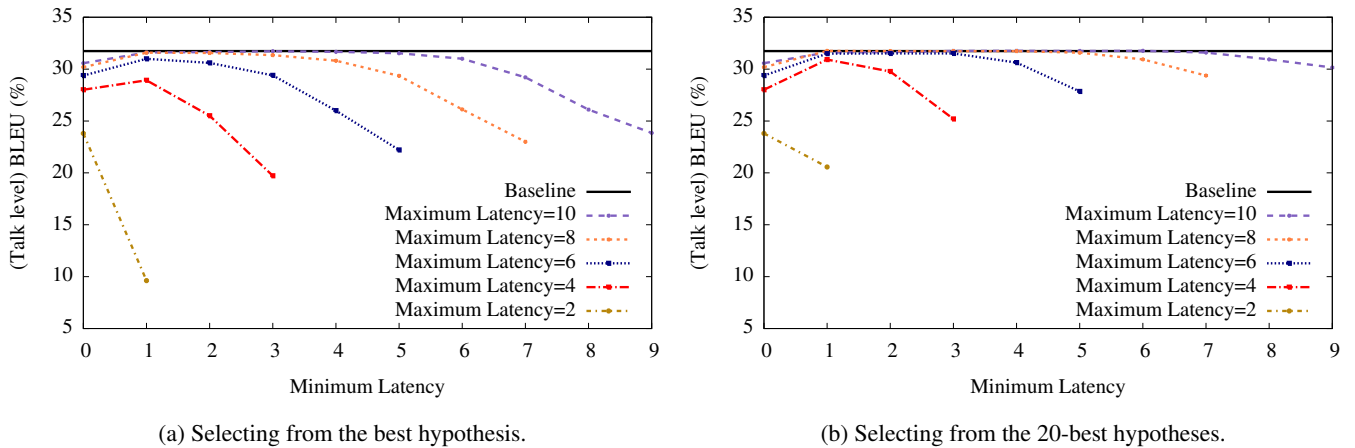 35
30
25
20
15
10
5
(Talk level) BLEU (%)
Baseline
Maximum Latency=10
Maximum Latency=8
Maximum Latency=6
Maximum Latency=4
Maximum Latency=2
0 1 2 3 4 5 6 7 8 9
Minimum Latency
(a) Selecting from the best hypothesis.
35
30
25
20
15
10
5
(Talk level) BLEU (%)
Baseline
Maximum Latency=10
Maximum Latency=8
Maximum Latency=6
Maximum Latency=4
Maximum Latency=2
0 1 2 3 4 5 6 7 8 9
Minimum Latency
(b) Selecting from the 20-best hypotheses.